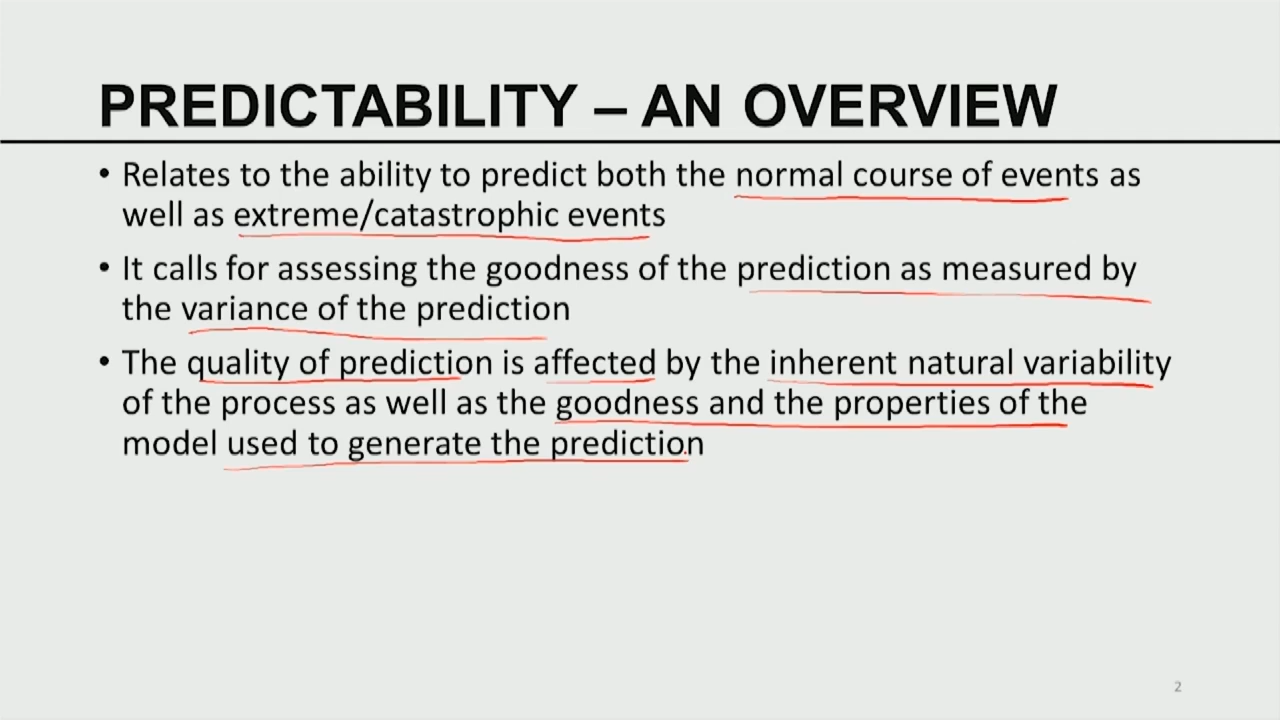 PREDICTABILITY – AN OVERVIEW
• Relates to the ability to predict both the normal course of events as
well as extreme/catastrophic events
• It calls for assessing the goodness of the prediction as measured by
the variance of the prediction
• The quality of prediction is affected by the inherent natural variability
of the process as well as the goodness and the properties of the
model used to generate the prediction
2